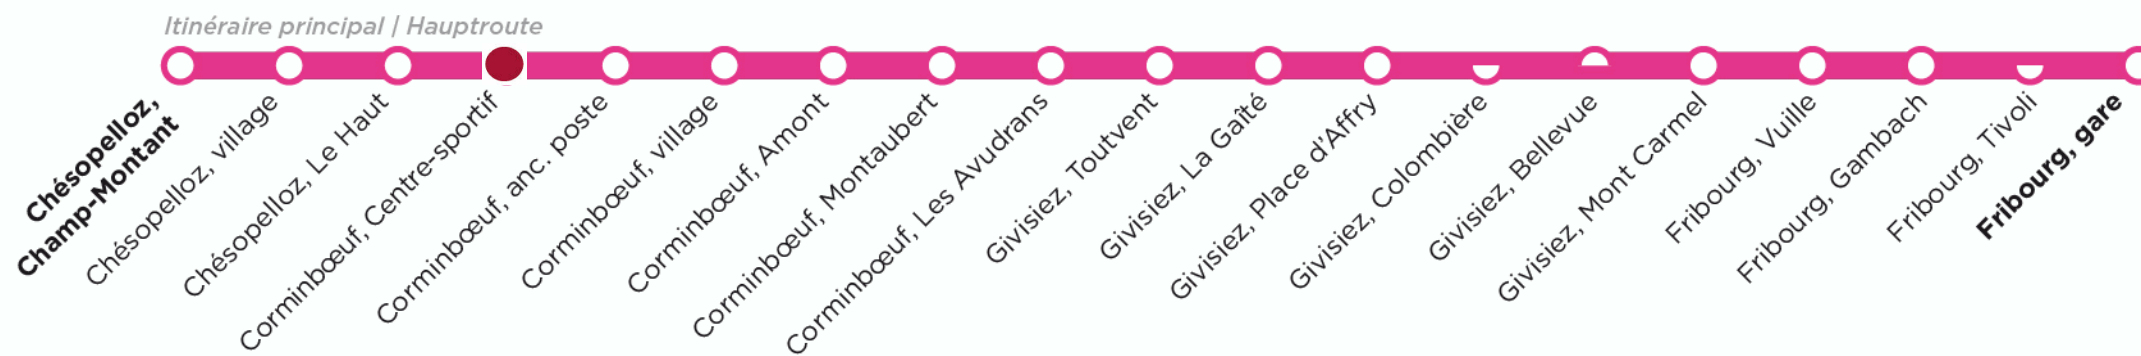 Itinéraire principal | Hauptroute
Chésopelloz,
Champ-Montant
Chésopelloz, village
Chésopelloz, Le Haut
Corminbœuf, Centre-sportif
Corminbœuf, anc. poste
Corminbœuf, village
Corminbœuf, Amont
Corminbœuf, Montaubert
Corminbœuf, Les Avudrans
Givisiez, Toutvent
Givisiez, La Gaîté
Givisiez, Place d'Affry
Givisiez, Colombière
Givisiez, Bellevue
Givisiez, Mont Carmel
Fribourg, Vuille
Fribourg, Gambach
Fribourg, Tivoli
Fribourg, gare